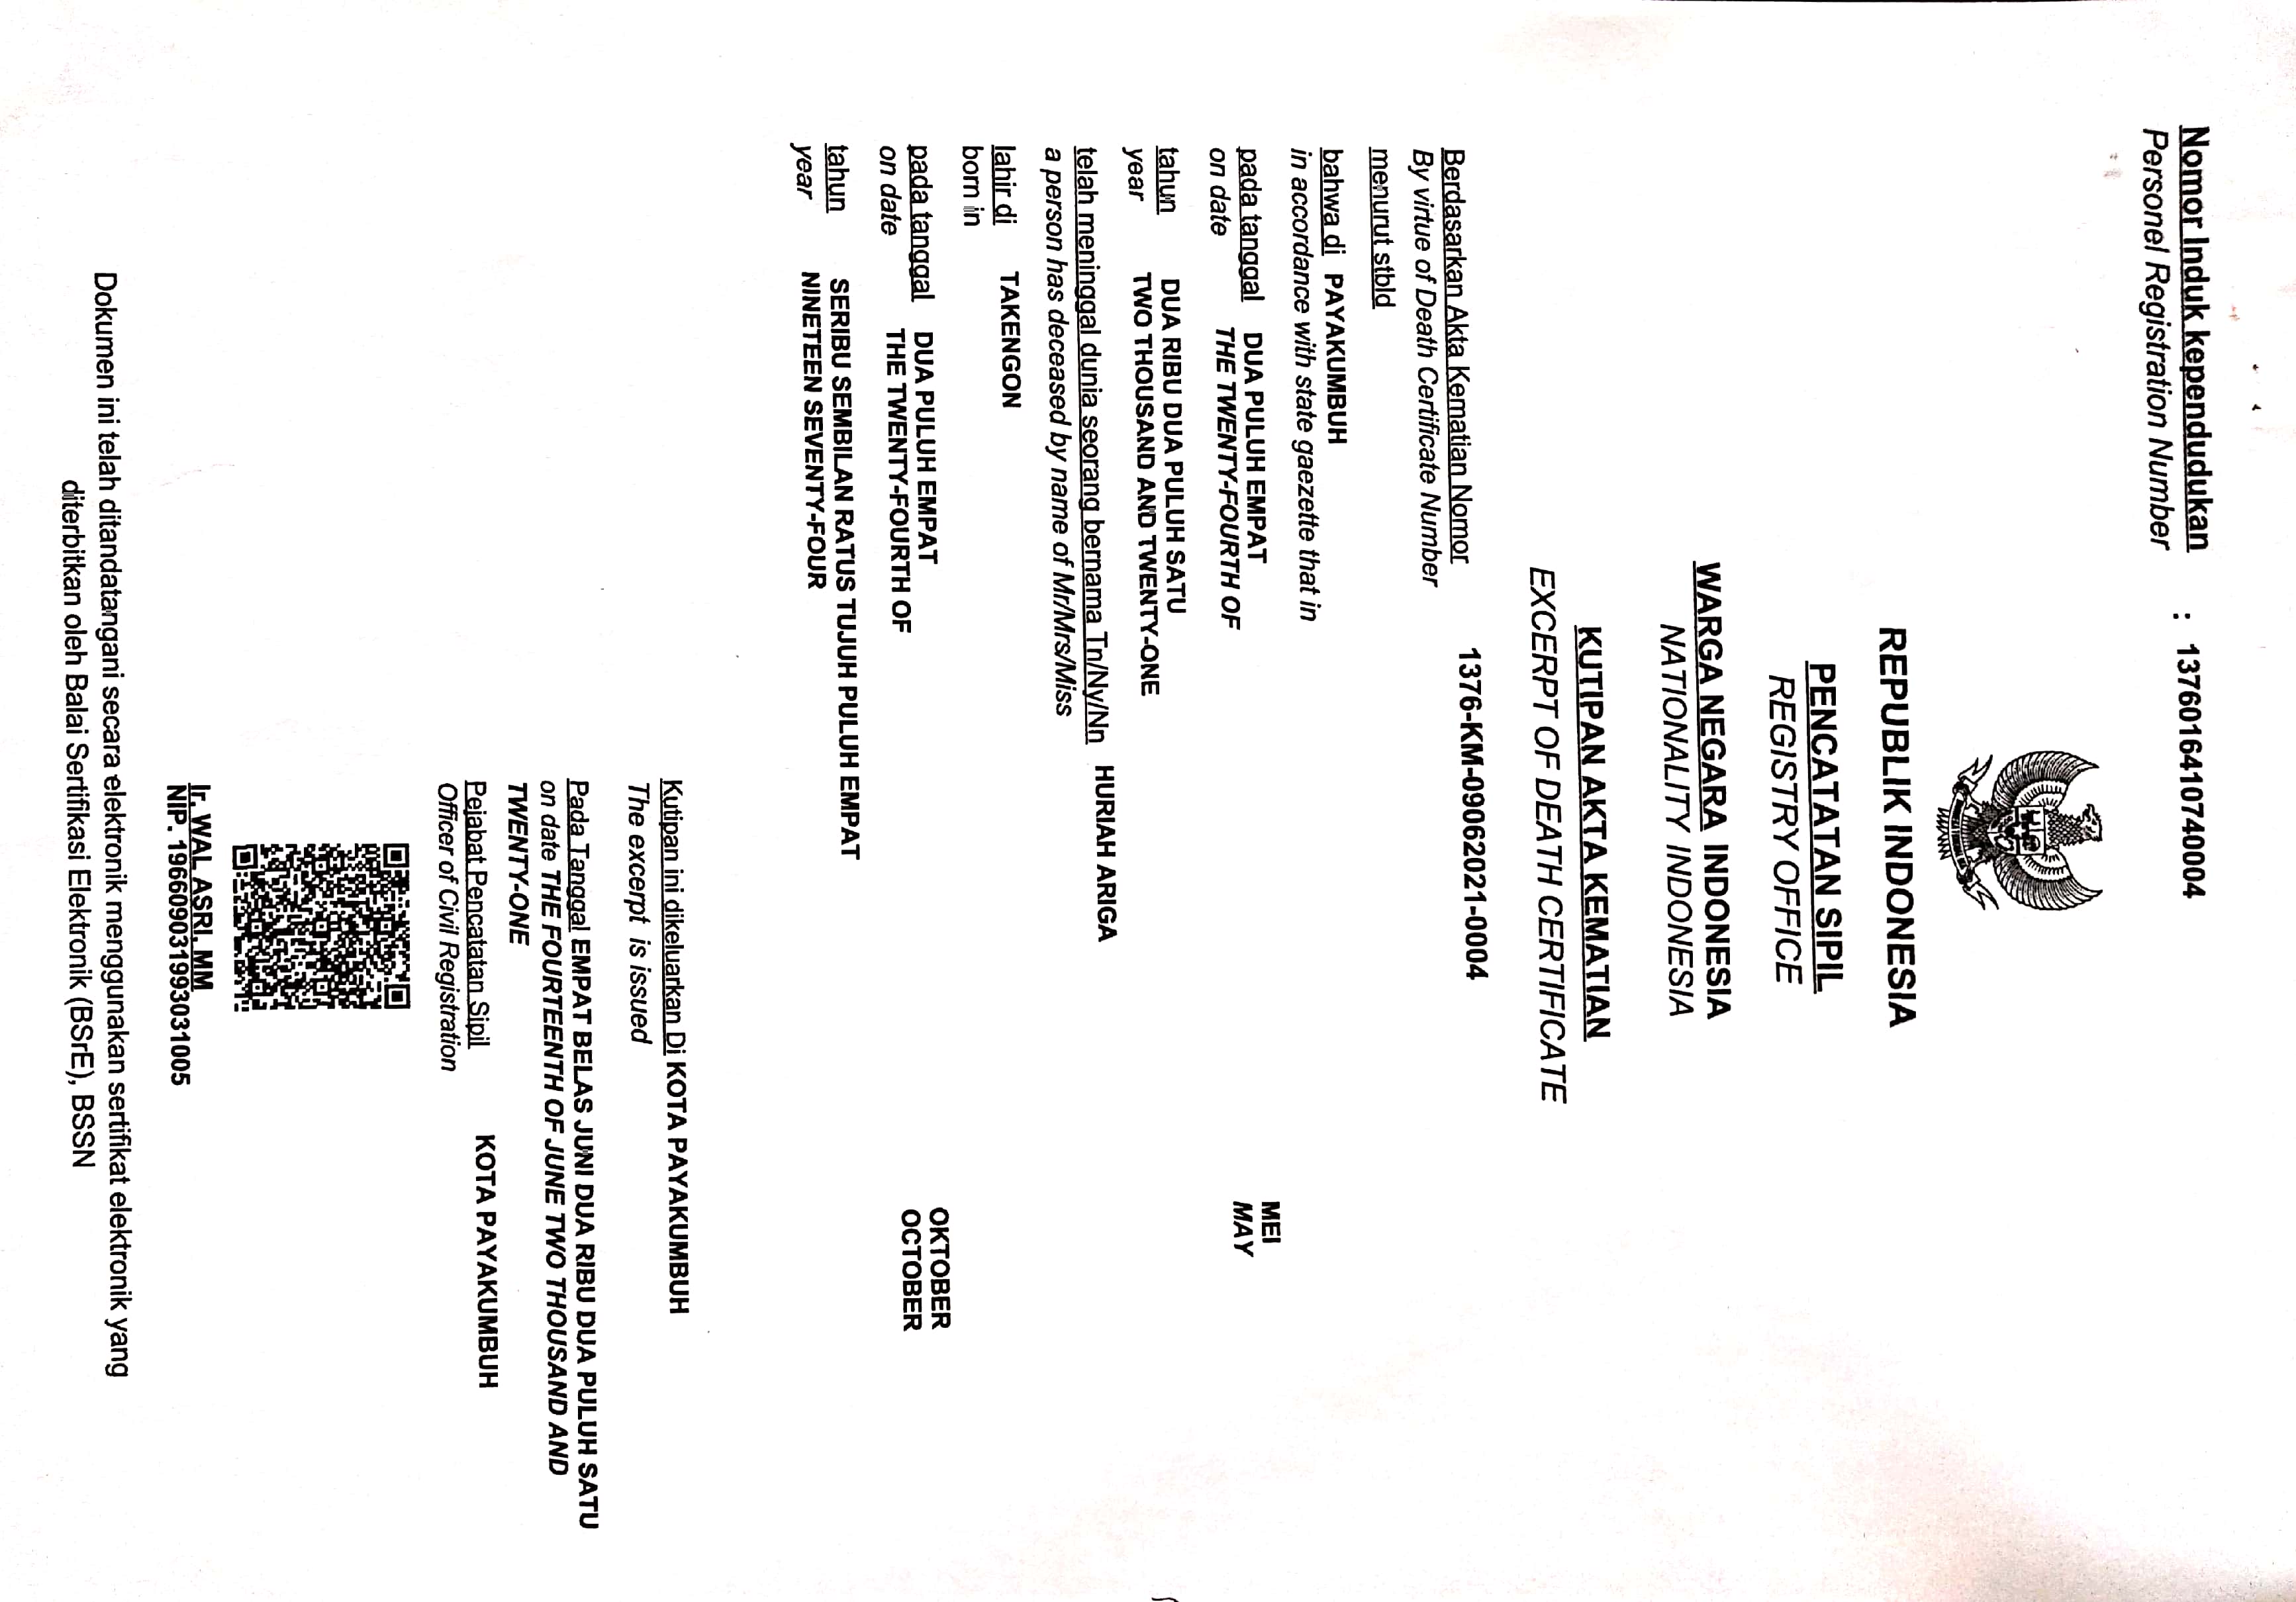 Nomor Induk kependudukan : 1376016410740004
Personel Registration Number
REPUBLIK INDONESIA
PENCATATAN SIPIL
REGISTRY OFFICE
WARGA NEGARA INDONESIA
NATIONALITY INDONESIA
KUTIPAN AKTA KEMATIAN
EXCERPT OF DEATH CERTIFICATE
Berdasarkan Akta Kematian Nomor 1376-KM-09062021-0004
By virtue of Death Certificate Number
menurut stbld
bahwa di PAYAKUMBUH
in accordance with state gaezette that in
pada tanggal DUA PULUH EMPAT MEI
on date THE TWENTY-FOURTH OF MAY
tahun DUA RIBU DUA PULUH SATU
year TWO THOUSAND AND TWENTY-ONE
telah meninggal dunia seorang bernama Tn/Ny/Nn HURIAH ARIGA
a person has deceased by name of Mr/Mrs/Miss
lahir di TAKENGON
born in
pada tanggal DUA PULUH EMPAT OKTOBER
on date THE TWENTY-FOURTH OF OCTOBER
tahun SERIBU SEMBILAN RATUS TUJUH PULUH EMPAT
year NINETEEN SEVENTY-FOUR
Kutipan ini dikeluarkan Di KOTA PAYAKUMBUH
The excerpt is issued
Pada Tanggal EMPAT BELAS JUNI DUA RIBU DUA PULUH SATU
on date THE FOURTEENTH OF JUNE TWO THOUSAND AND
TWENTY-ONE
Pejabat Pencatatan Sipil KOTA PAYAKUMBUH
Officer of Civil Registration
Ir. WAL ASRI, MM
NIP. 196609031993031005
Dokumen ini telah ditandatangani secara elektronik menggunakan sertifikat elektronik yang
diterbitkan oleh Balai Sertifikasi Elektronik (BSrE), BSSN